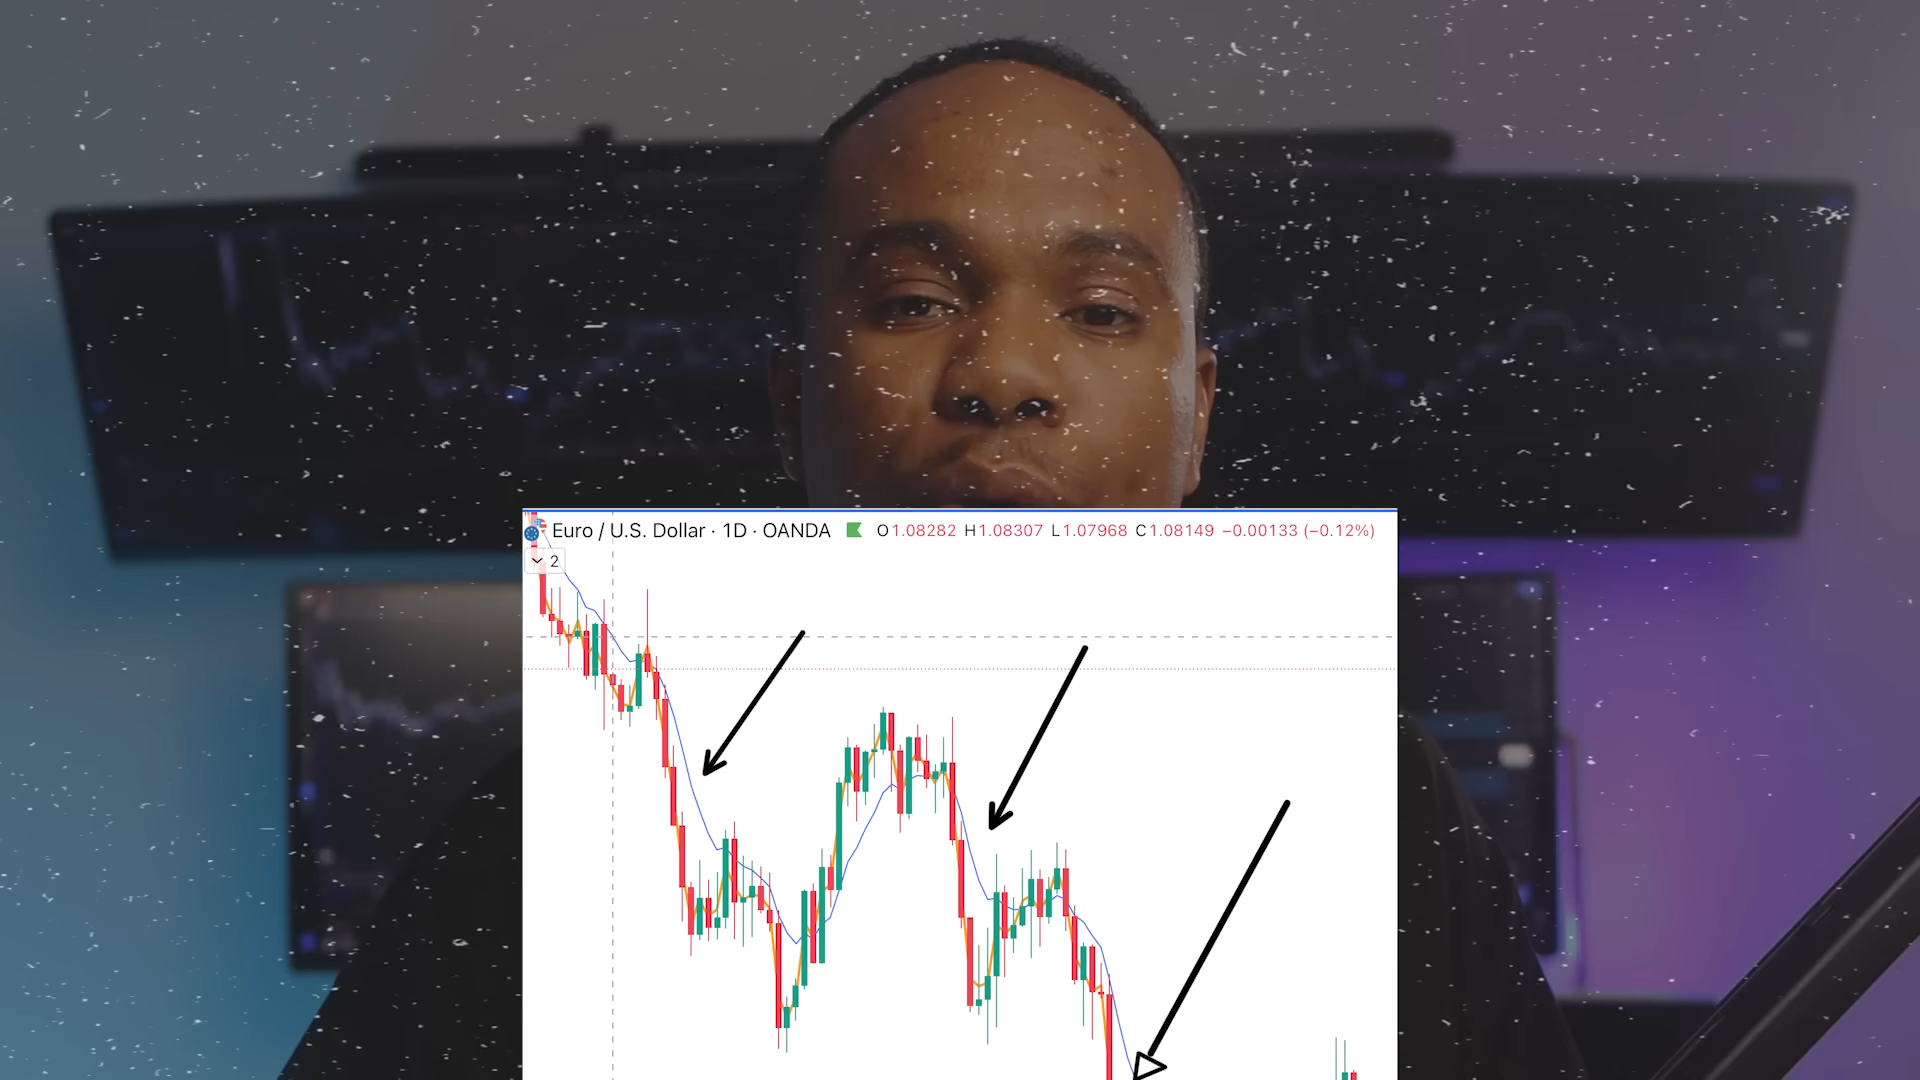 Euro / U.S. Dollar · 1D · OANDA O1.08282 H1.08307 L1.07968 C1.08149 −0.00133 (−0.12%)
2